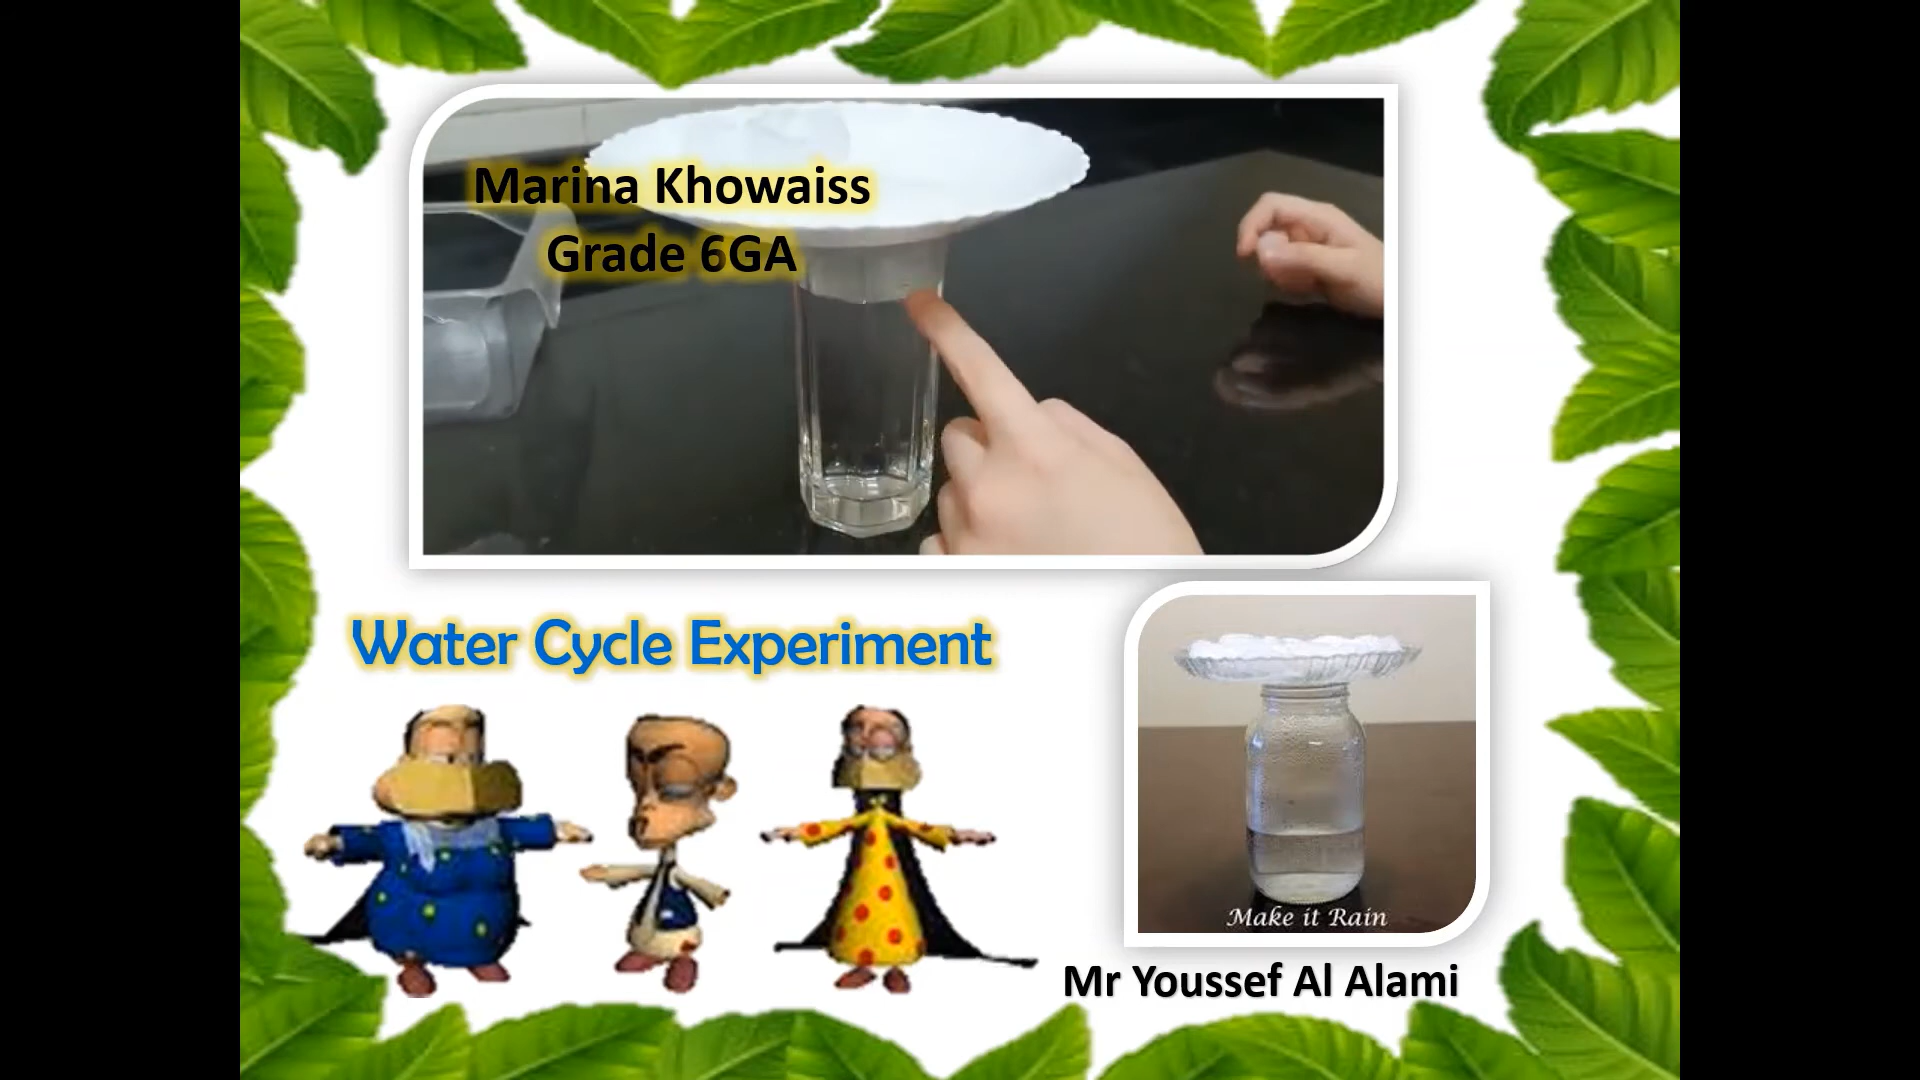 Marina Khowaiss
Grade 6GA
Water Cycle Experiment
Make it Rain
Mr Youssef Al Alami